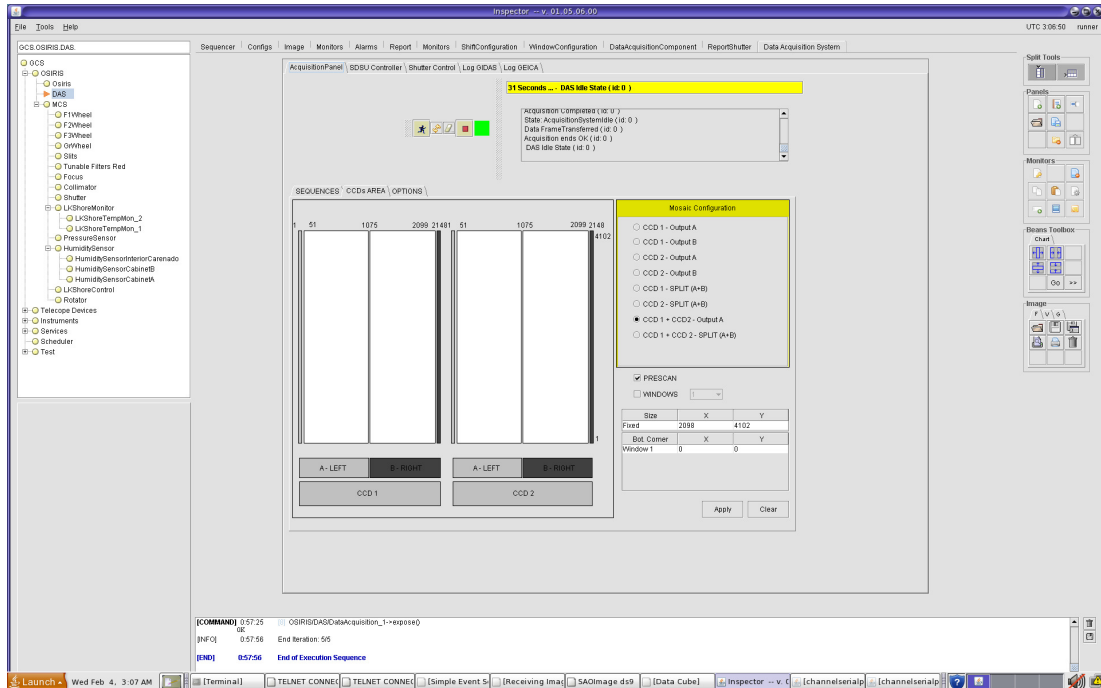 Inspector -- v. 01.05.06.00
File Tools Help
UTC 3:06:50 runner
GCS.OSIRIS.DAS.
Sequencer Configs Image Monitors Alarms Report Monitors ShiftConfiguration WindowConfiguration DataAcquisitionComponent ReportShutter Data Acquisition System
GCS
OSIRIS
Osiris
DAS
MCS
F1Wheel
F2Wheel
F3Wheel
GrWheel
Slits
Tunable Filters Red
Focus
Collimator
Shutter
LKShoreMonitor
LKShoreTempMon_2
LKShoreTempMon_1
PressureSensor
HumiditySensor
HumiditySensorInteriorCarenado
HumiditySensorCabinetB
HumiditySensorCabinetA
LKShoreControl
Rotator
Telecope Devices
Instruments
Services
Scheduler
Test
AcquisitionPanel SDSU Controller Shutter Control Log GIDAS Log GEICA
31 Seconds ... - DAS Idle State ( id: 0 )
Acquisition Completed ( id: 0 )
State: AcquisitionSystemIdle ( id: 0 )
Data FrameTransferred ( id: 0 )
Acquisition ends OK ( id: 0 )
DAS Idle State ( id: 0 )
SEQUENCES CCDs AREA OPTIONS
1 51 1075 2099 21481 51 1075 2099 2148
4102
1
A - LEFT B - RIGHT A - LEFT B - RIGHT
CCD 1 CCD 2
Mosaic Configuration
CCD 1 - Output A
CCD 1 - Output B
CCD 2 - Output A
CCD 2 - Output B
CCD 1 - SPLIT (A+B)
CCD 2 - SPLIT (A+B)
CCD 1 + CCD2 - Output A
CCD 1 + CCD 2 - SPLIT (A+B)
PRESCAN
WINDOWS 1
Size X Y
Fixed 2098 4102
Bot. Corner X Y
Window 1 0 0
Apply Clear
Split Tools
Panels
Monitors
Beans Toolbox
Chart
Go >>
Image
F V G
[COMMAND] 0:57:25 OSIRIS/DAS/DataAcquisition_1->expose()
OK
[INFO] 0:57:56 End Iteration: 5/5
[END] 0:57:56 End of Execution Sequence
Launch Wed Feb 4, 3:07 AM [Terminal] TELNET CONNEC TELNET CONNEC [Simple Event S [Receiving Imag SAOImage ds9 [Data Cube] Inspector -- v. 0 [channelserialp [channelserialp